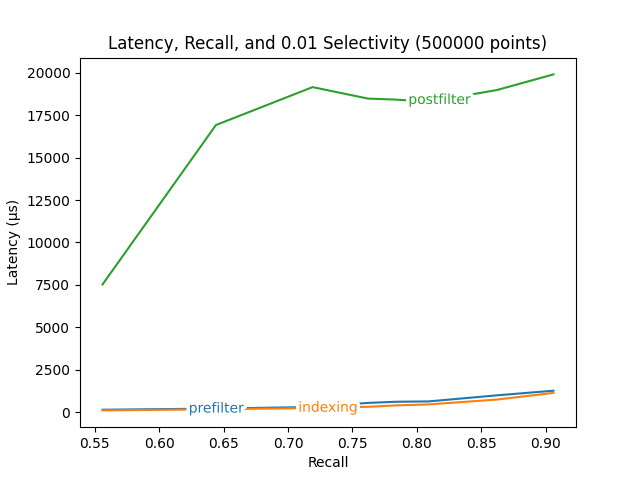 Latency, Recall, and 0.01 Selectivity (500000 points)
20000
17500
15000
12500
10000
7500
5000
2500
0
Latency (µs)
postfilter
prefilter
indexing
0.55 0.60 0.65 0.70 0.75 0.80 0.85 0.90
Recall